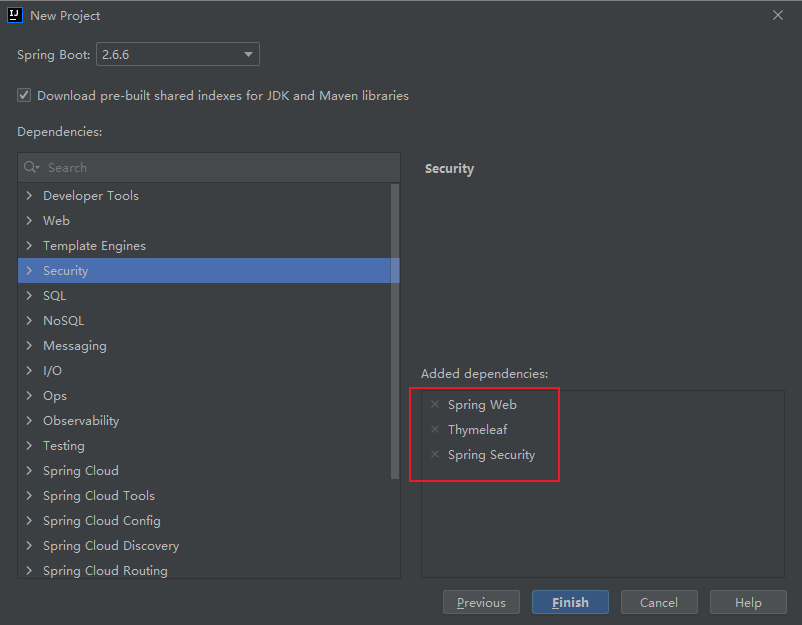 New Project
Spring Boot: 2.6.6
Download pre-built shared indexes for JDK and Maven libraries
Dependencies:
Search
Developer Tools
Web
Template Engines
Security
SQL
NoSQL
Messaging
I/O
Ops
Observability
Testing
Spring Cloud
Spring Cloud Tools
Spring Cloud Config
Spring Cloud Discovery
Spring Cloud Routing
Security
Added dependencies:
Spring Web
Thymeleaf
Spring Security
Previous
Finish
Cancel
Help